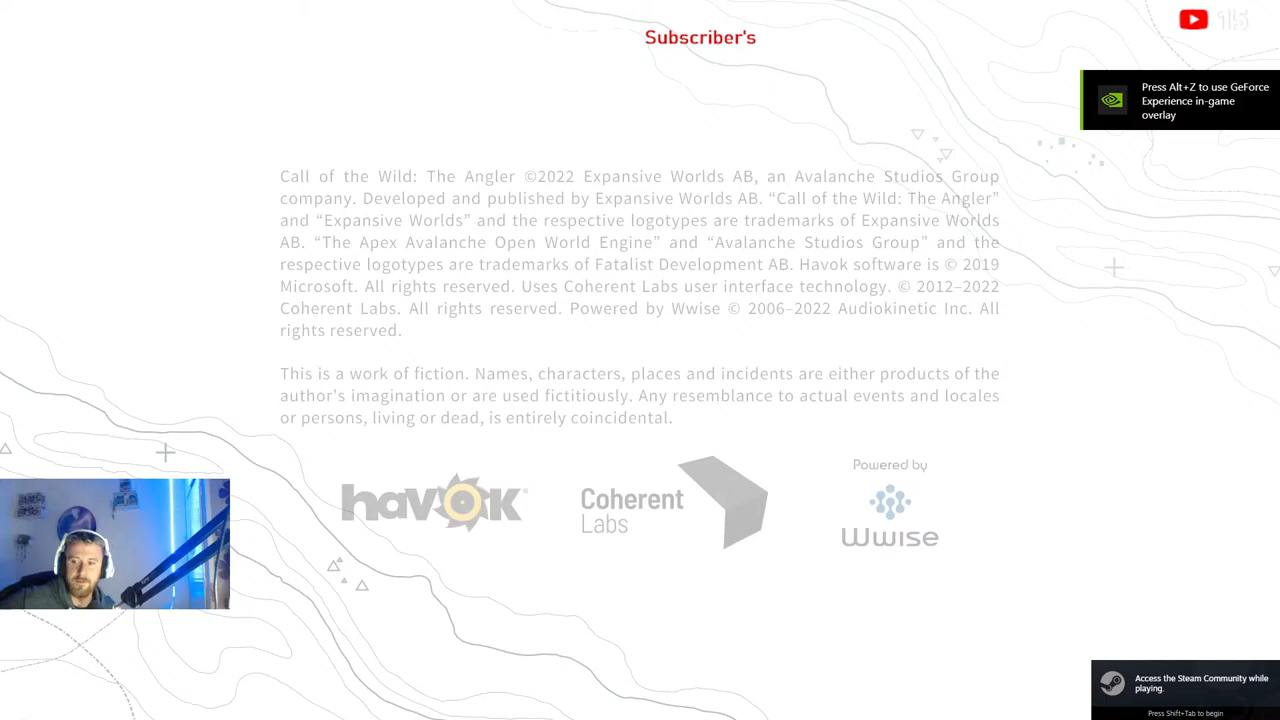 Subscriber's
15
Press Alt+Z to use GeForce
Experience in-game
overlay
Call of the Wild: The Angler ©2022 Expansive Worlds AB, an Avalanche Studios Group
company. Developed and published by Expansive Worlds AB. “Call of the Wild: The Angler”
and “Expansive Worlds” and the respective logotypes are trademarks of Expansive Worlds
AB. “The Apex Avalanche Open World Engine” and “Avalanche Studios Group” and the
respective logotypes are trademarks of Fatalist Development AB. Havok software is © 2019
Microsoft. All rights reserved. Uses Coherent Labs user interface technology. © 2012–2022
Coherent Labs. All rights reserved. Powered by Wwise © 2006–2022 Audiokinetic Inc. All
rights reserved.
This is a work of fiction. Names, characters, places and incidents are either products of the
author's imagination or are used fictitiously. Any resemblance to actual events and locales
or persons, living or dead, is entirely coincidental.
havok®
Coherent
Labs
Powered by
wwise
Access the Steam Community while
playing.
Press Shift+Tab to begin